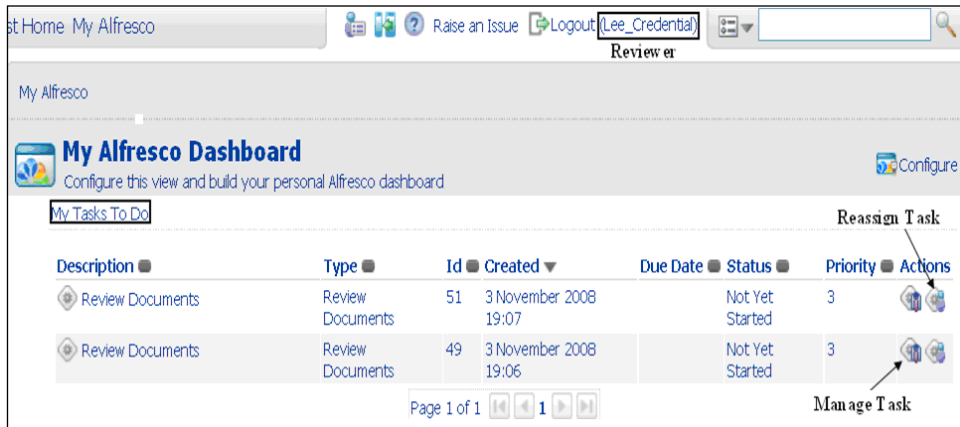 st Home My Alfresco Raise an Issue Logout (Lee_Credential)
Reviewer
My Alfresco
My Alfresco Dashboard
Configure this view and build your personal Alfresco dashboard
Configure
My Tasks To Do
Reassign Task
Description Type Id Created Due Date Status Priority Actions
Review Documents Review Documents 51 3 November 2008 19:07 Not Yet Started 3
Review Documents Review Documents 49 3 November 2008 19:06 Not Yet Started 3
Page 1 of 1 1
Manage Task